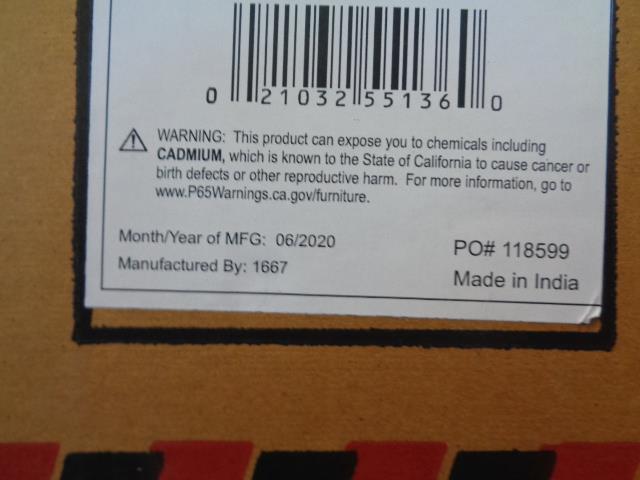 0 21032 55136 0
WARNING: This product can expose you to chemicals including
CADMIUM, which is known to the State of California to cause cancer or
birth defects or other reproductive harm. For more information, go to
www.P65Warnings.ca.gov/furniture.
Month/Year of MFG: 06/2020
Manufactured By: 1667
PO# 118599
Made in India